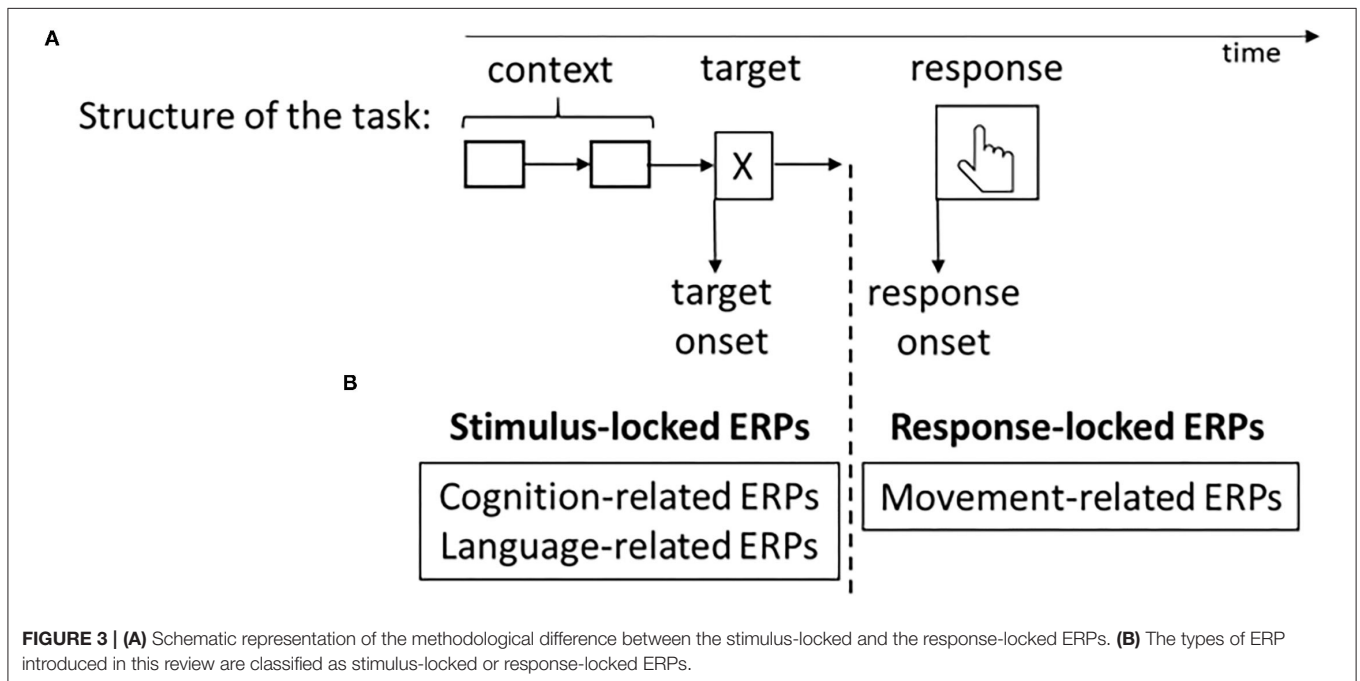 A
time
context
target
response
Structure of the task:
X
target
onset
response
onset
B
Stimulus-locked ERPs
Response-locked ERPs
Cognition-related ERPs
Language-related ERPs
Movement-related ERPs
FIGURE 3 | (A) Schematic representation of the methodological difference between the stimulus-locked and the response-locked ERPs. (B) The types of ERP
introduced in this review are classified as stimulus-locked or response-locked ERPs.